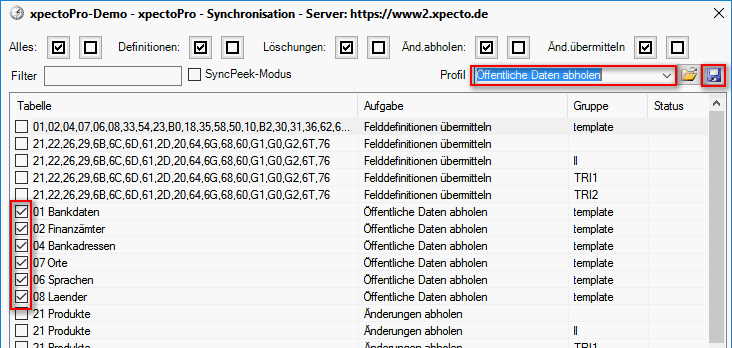 xpectoPro-Demo - xpectoPro - Synchronisation - Server: https://www2.xpecto.de
Alles: Definitionen: Löschungen: Änd.abholen: Änd.übermitteln
Filter SyncPeek-Modus Profil Öffentliche Daten abholen
Tabelle Aufgabe Gruppe Status
01,02,04,07,06,08,33,54,23,B0,18,35,58,50,10,B2,30,31,36,62,6... Felddefinitionen übermitteln template
21,22,26,29,6B,6C,6D,61,2D,20,64,6G,68,60,G1,G0,G2,6T,76 Felddefinitionen übermitteln
21,22,26,29,6B,6C,6D,61,2D,20,64,6G,68,60,G1,G0,G2,6T,76 Felddefinitionen übermitteln ll
21,22,26,29,6B,6C,6D,61,2D,20,64,6G,68,60,G1,G0,G2,6T,76 Felddefinitionen übermitteln TRI1
21,22,26,29,6B,6C,6D,61,2D,20,64,6G,68,60,G1,G0,G2,6T,76 Felddefinitionen übermitteln TRI2
01 Bankdaten Öffentliche Daten abholen template
02 Finanzämter Öffentliche Daten abholen template
04 Bankadressen Öffentliche Daten abholen template
07 Orte Öffentliche Daten abholen template
06 Sprachen Öffentliche Daten abholen template
08 Laender Öffentliche Daten abholen template
21 Produkte Änderungen abholen
21 Produkte Änderungen abholen ll
21 Produkte Änderungen abholen TRI1